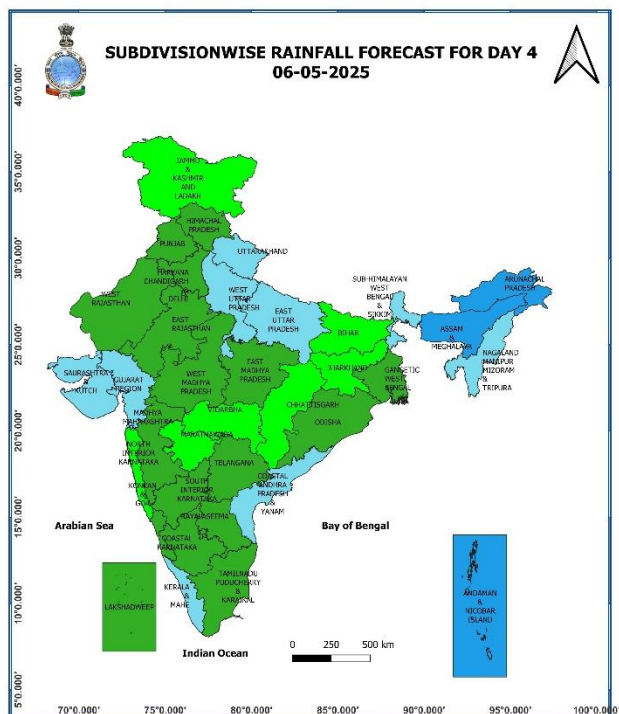 SUBDIVISIONWISE RAINFALL FORECAST FOR DAY 4
06-05-2025
40°0.000'
35°0.000'
30°0.000'
25°0.000'
20°0.000'
15°0.000'
10°0.000'
5°0.000'
JAMMU
&
KASHMIR
AND
LADAKH
HIMACHAL
PRADESH
PUNJAB
UTTARAKHAND
HARYANA
CHANDIGARH
&
DELHI
WEST
RAJASTHAN
WEST
UTTAR
PRADESH
SUB-HIMALAYAN
WEST
BENGAL
&
SIKKIM
ARUNACHAL
PRADESH
EAST
RAJASTHAN
EAST
UTTAR
PRADESH
BIHAR
ASSAM
&
MEGHALAYA
NAGALAND
MANIPUR
MIZORAM
&
TRIPURA
SAURASHTRA
&
KUTCH
GUJARAT
REGION
WEST
MADHYA
PRADESH
EAST
MADHYA
PRADESH
JHARKHAND
GANGETIC
WEST
BENGAL
MADHYA
MAHARASHTRA
VIDARBHA
CHHATTISGARH
ODISHA
MARATHAWADA
NORTH
INTERIOR
KARNATAKA
TELANGANA
KONKAN
&
GOA
SOUTH
INTERIOR
KARNATAKA
COASTAL
ANDHRA
PRADESH
&
YANAM
RAYALASEEMA
COASTAL
KARNATAKA
Arabian Sea
Bay of Bengal
LAKSHADWEEP
KERALA
&
MAHE
TAMILNADU
PUDUCHERRY
&
KARAIKAL
ANDAMAN
&
NICOBAR
ISLAND
Indian Ocean
0 250 500 km
70°0.000' 75°0.000' 80°0.000' 85°0.000' 90°0.000' 95°0.000' 100°0.000'